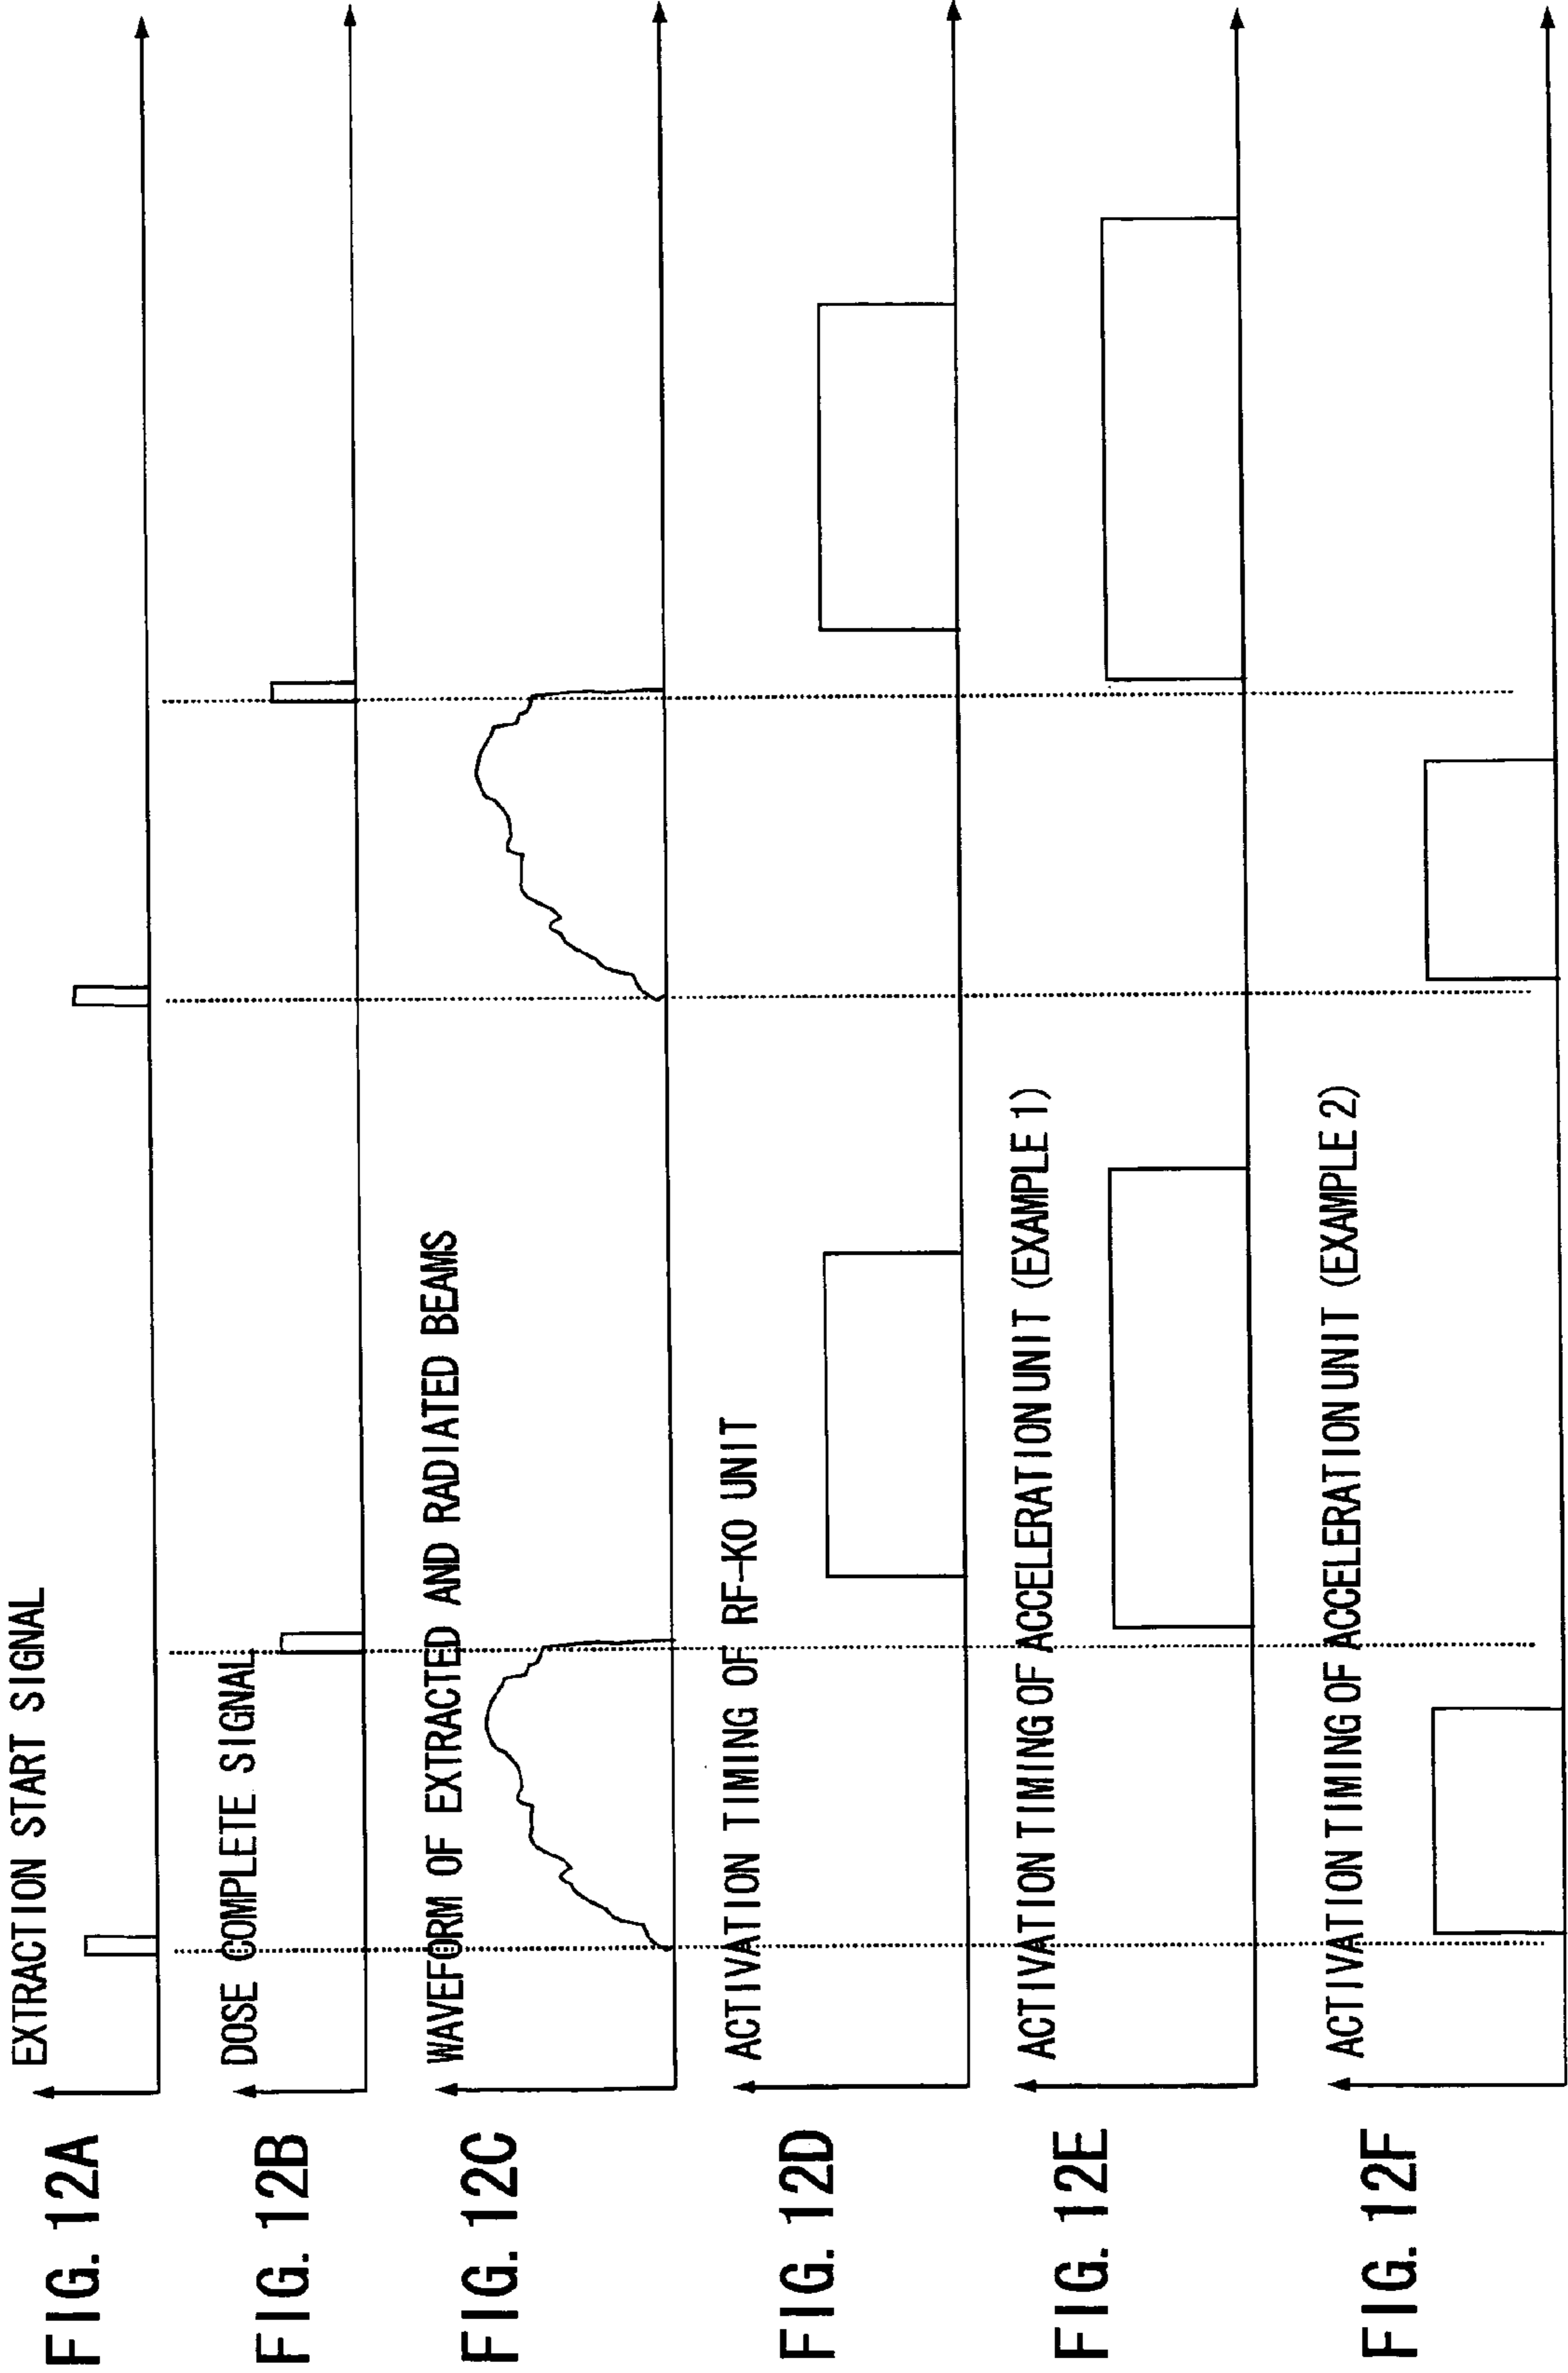 FIG. 12A
EXTRACTION START SIGNAL
FIG. 12B
DOSE COMPLETE SIGNAL
FIG. 12C
WAVEFORM OF EXTRACTED AND RADIATED BEAMS
FIG. 12D
ACTIVATION TIMING OF RF-KO UNIT
FIG. 12E
ACTIVATION TIMING OF ACCELERATION UNIT (EXAMPLE 1)
FIG. 12F
ACTIVATION TIMING OF ACCELERATION UNIT (EXAMPLE 2)